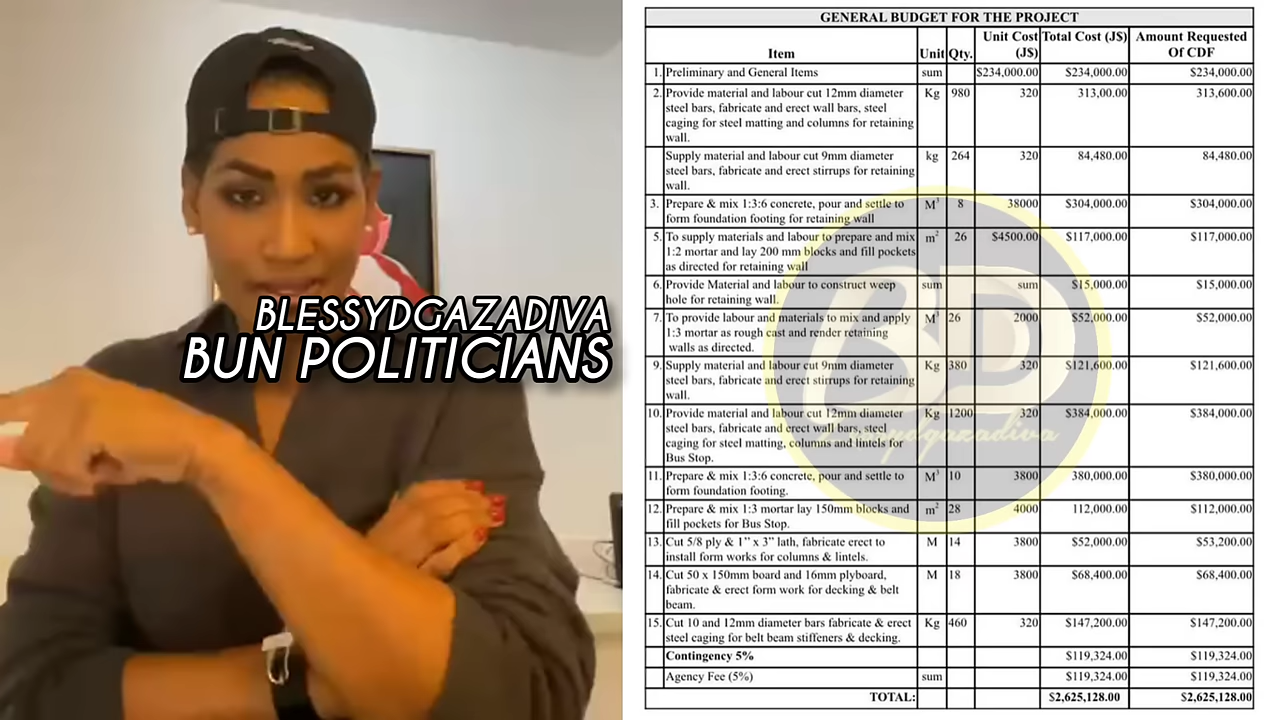 BLESSYDGAZADIVA
BUN POLITICIANS
GENERAL BUDGET FOR THE PROJECT
Item Unit Qty. Unit Cost (J$) Total Cost (J$) Amount Requested Of CDF
1. Preliminary and General Items sum $234,000.00 $234,000.00 $234,000.00
2. Provide material and labour cut 12mm diameter Kg 980 320 313,00.00 313,600.00
steel bars, fabricate and erect wall bars, steel
caging for steel matting and columns for retaining
wall.
Supply material and labour cut 9mm diameter kg 264 320 84,480.00 84,480.00
steel bars, fabricate and erect stirrups for retaining
wall.
3. Prepare & mix 1:3:6 concrete, pour and settle to M³ 8 38000 $304,000.00 $304,000.00
form foundation footing for retaining wall
5. To supply materials and labour to prepare and mix m² 26 $4500.00 $117,000.00 $117,000.00
1:2 mortar and lay 200 mm blocks and fill pockets
as directed for retaining wall
6. Provide Material and labour to construct weep sum sum $15,000.00 $15,000.00
hole for retaining wall.
7. To provide labour and materials to mix and apply M³ 26 2000 $52,000.00 $52,000.00
1:3 mortar as rough cast and render retaining
walls as directed.
9. Supply material and labour cut 9mm diameter Kg 380 320 $121,600.00 $121,600.00
steel bars, fabricate and erect stirrups for retaining
wall.
10. Provide material and labour cut 12mm diameter Kg 1200 320 $384,000.00 $384,000.00
steel bars, fabricate and erect wall bars, steel
caging for steel matting, columns and lintels for
Bus Stop.
11. Prepare & mix 1:3:6 concrete, pour and settle to M³ 10 3800 380,000.00 $380,000.00
form foundation footing.
12. Prepare & mix 1:3 mortar lay 150mm blocks and m² 28 4000 112,000.00 $112,000.00
fill pockets for Bus Stop.
13. Cut 5/8 ply & 1” x 3” lath, fabricate erect to M 14 3800 $52,000.00 $53,200.00
install form works for columns & lintels.
14. Cut 50 x 150mm board and 16mm plyboard, M 18 3800 $68,400.00 $68,400.00
fabricate & erect form work for decking & belt
beam.
15. Cut 10 and 12mm diameter bars fabricate & erect Kg 460 320 $147,200.00 $147,200.00
steel caging for belt beam stiffeners & decking.
Contingency 5% $119,324.00 $119,324.00
Agency Fee (5%) sum $119,324.00 $119,324.00
TOTAL: $2,625,128.00 $2,625,128.00
BD